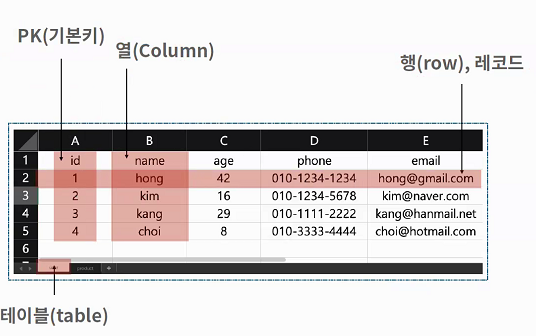 PK(기본키)
열(Column)
행(row), 레코드
A B C D E
1 id name age phone email
2 1 hong 42 010-1234-1234 hong@gmail.com
3 2 kim 16 010-1234-5678 kim@naver.com
4 3 kang 29 010-1111-2222 kang@hanmail.net
5 4 choi 8 010-3333-4444 choi@hotmail.com
6
product +
테이블(table)